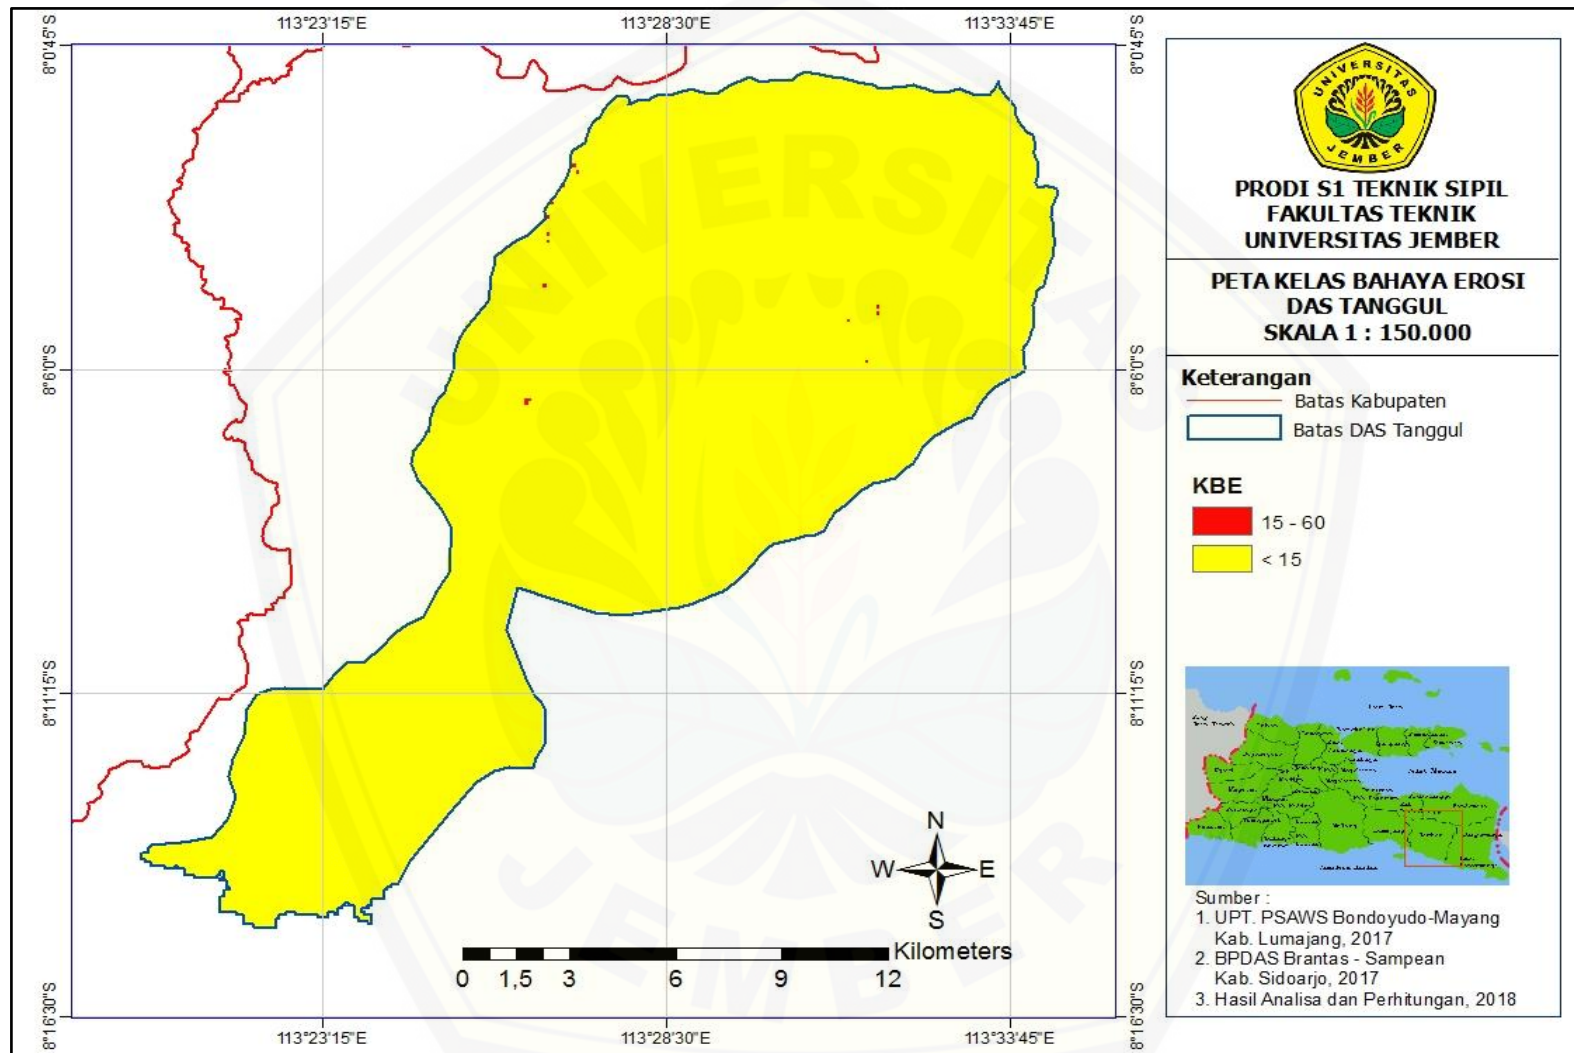 113°23'15"E
113°28'30"E
113°33'45"E
8°0'45"S
8°0'45"S
8°6'0"S
8°6'0"S
8°11'15"S
8°11'15"S
8°16'30"S
8°16'30"S
113°23'15"E
113°28'30"E
113°33'45"E
UNIVERSITAS
JEMBER
N
W
E
S
Kilometers
0 1,5 3 6 9 12
UNIVERSITAS
JEMBER
PRODI S1 TEKNIK SIPIL
FAKULTAS TEKNIK
UNIVERSITAS JEMBER
PETA KELAS BAHAYA EROSI
DAS TANGGUL
SKALA 1 : 150.000
Keterangan
Batas Kabupaten
Batas DAS Tanggul
KBE
15 - 60
< 15
Sumber :
1. UPT. PSAWS Bondoyudo-Mayang
Kab. Lumajang, 2017
2. BPDAS Brantas - Sampean
Kab. Sidoarjo, 2017
3. Hasil Analisa dan Perhitungan, 2018